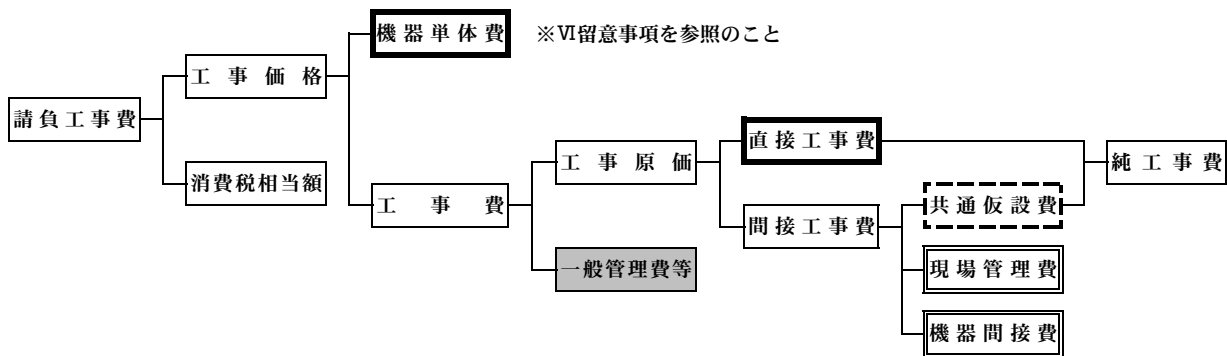 機器単体費
※Ⅵ留意事項を参照のこと
工事価格
請負工事費
直接工事費
工事原価
純工事費
消費税相当額
工事費
共通仮設費
間接工事費
一般管理費等
現場管理費
機器間接費